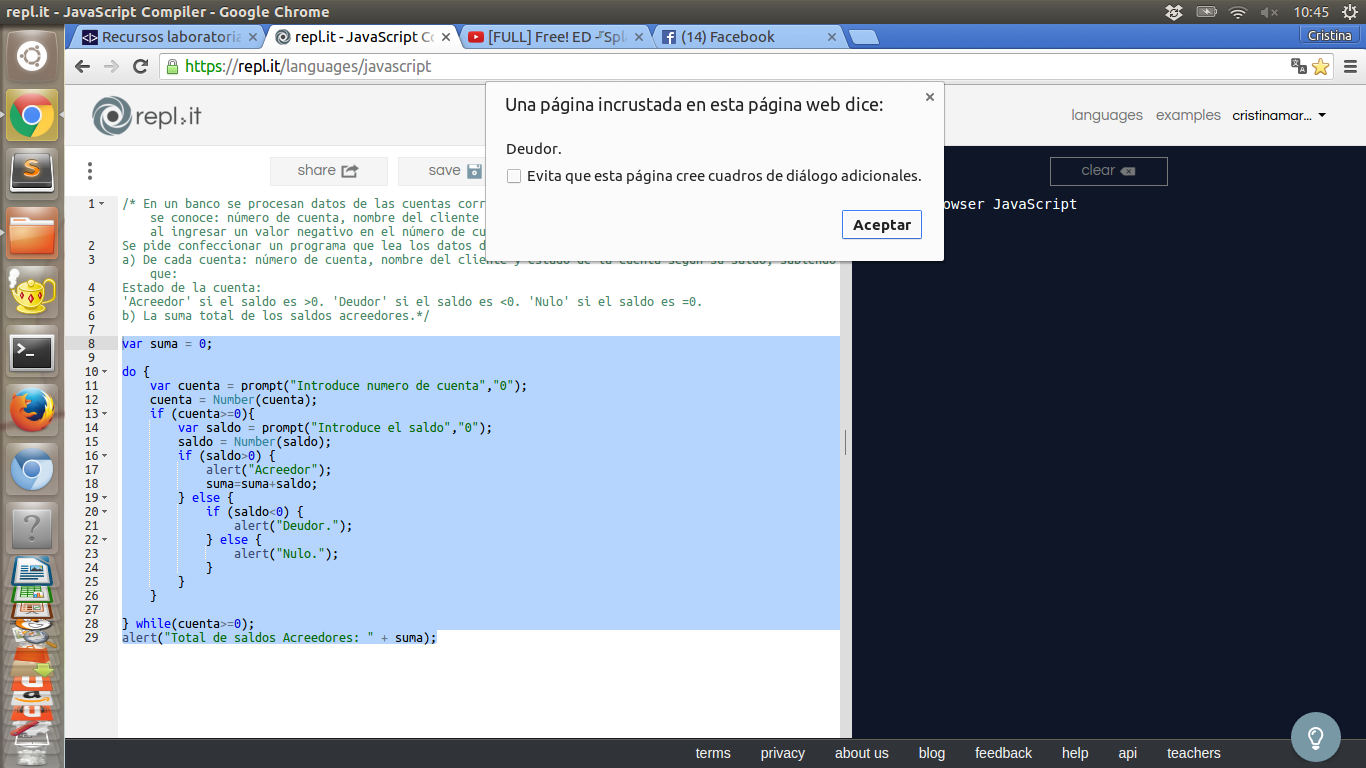 repl.it - JavaScript Compiler - Google Chrome
10:45
Recursos laboratoria
repl.it - JavaScript Co
[FULL] Free! ED -『Spl
(14) Facebook
Cristina
https://repl.it/languages/javascript
repl.it
languages
examples
cristinamar...
Una página incrustada en esta página web dice:
Deudor.
Evita que esta página cree cuadros de diálogo adicionales.
Aceptar
share
save
clear
owser JavaScript
1 /* En un banco se procesan datos de las cuentas corr
se conoce: número de cuenta, nombre del cliente
al ingresar un valor negativo en el número de cu
2 Se pide confeccionar un programa que lea los datos d
3 a) De cada cuenta: número de cuenta, nombre del cliente y estado de la cuenta según su saldo, sabiendo
que:
4 Estado de la cuenta:
5 'Acreedor' si el saldo es >0. 'Deudor' si el saldo es <0. 'Nulo' si el saldo es =0.
6 b) La suma total de los saldos acreedores.*/
7
8 var suma = 0;
9
10 do {
11 var cuenta = prompt("Introduce numero de cuenta","0");
12 cuenta = Number(cuenta);
13 if (cuenta>=0){
14 var saldo = prompt("Introduce el saldo","0");
15 saldo = Number(saldo);
16 if (saldo>0) {
17 alert("Acreedor");
18 suma=suma+saldo;
19 } else {
20 if (saldo<0) {
21 alert("Deudor.");
22 } else {
23 alert("Nulo.");
24 }
25 }
26 }
27
28 } while(cuenta>=0);
29 alert("Total de saldos Acreedores: " + suma);
terms
privacy
about us
blog
feedback
help
api
teachers